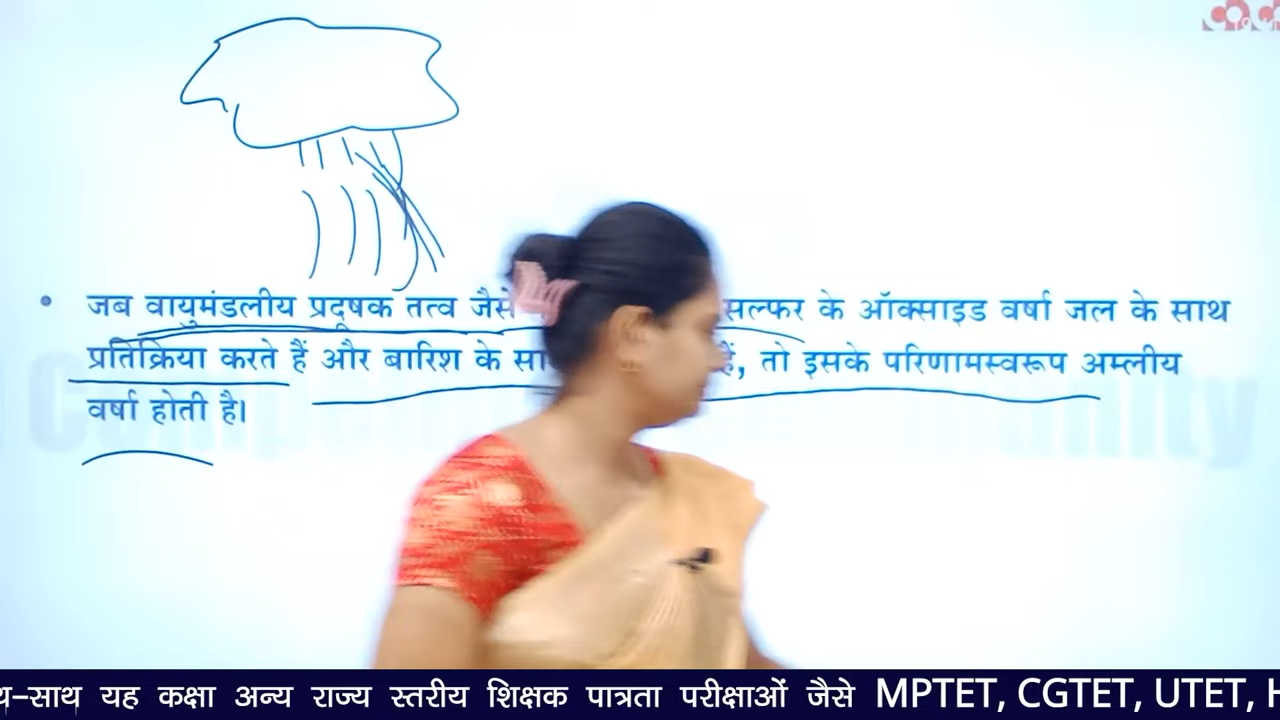 जब वायुमंडलीय प्रदूषक तत्व जैसे सल्फर के ऑक्साइड वर्षा जल के साथ
प्रतिक्रिया करते हैं और बारिश के हैं, तो इसके परिणामस्वरूप अम्लीय
वर्षा होती है।
यह कक्षा अन्य राज्य स्तरीय शिक्षक पात्रता परीक्षाओं जैसे MPTET, CGTET, UTET,